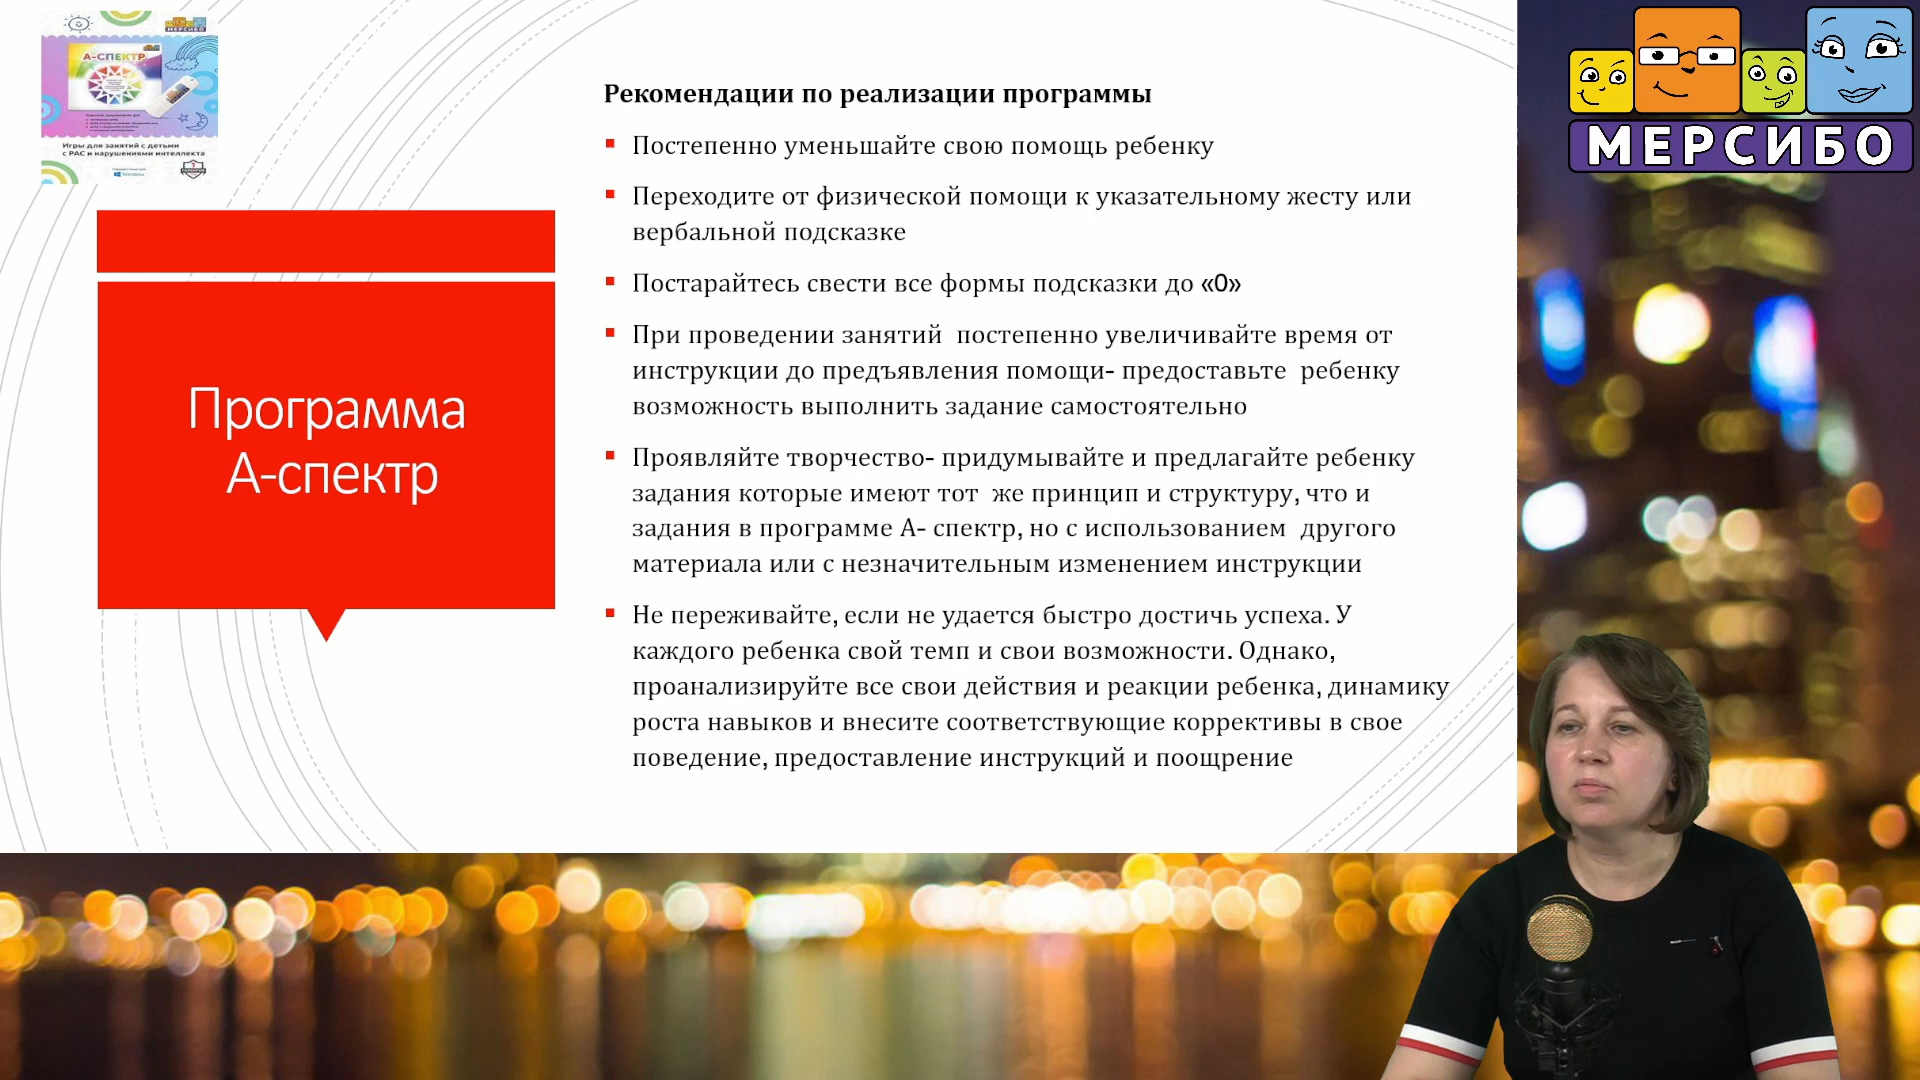 МЕРСИБО
А-СПЕКТР
Игры для занятий с детьми
с РАС и нарушениями интеллекта
Windows
Программа
А-спектр
Рекомендации по реализации программы
Постепенно уменьшайте свою помощь ребенку
Переходите от физической помощи к указательному жесту или
вербальной подсказке
Постарайтесь свести все формы подсказки до «0»
При проведении занятий  постепенно увеличивайте время от
инструкции до предъявления помощи- предоставьте  ребенку
возможность выполнить задание самостоятельно
Проявляйте творчество- придумывайте и предлагайте ребенку
задания которые имеют тот  же принцип и структуру, что и
задания в программе А- спектр, но с использованием  другого
материала или с незначительным изменением инструкции
Не переживайте, если не удается быстро достичь успеха. У
каждого ребенка свой темп и свои возможности. Однако,
проанализируйте все свои действия и реакции ребенка, динамику
роста навыков и внесите соответствующие коррективы в свое
поведение, предоставление инструкций и поощрение
МЕРСИБО